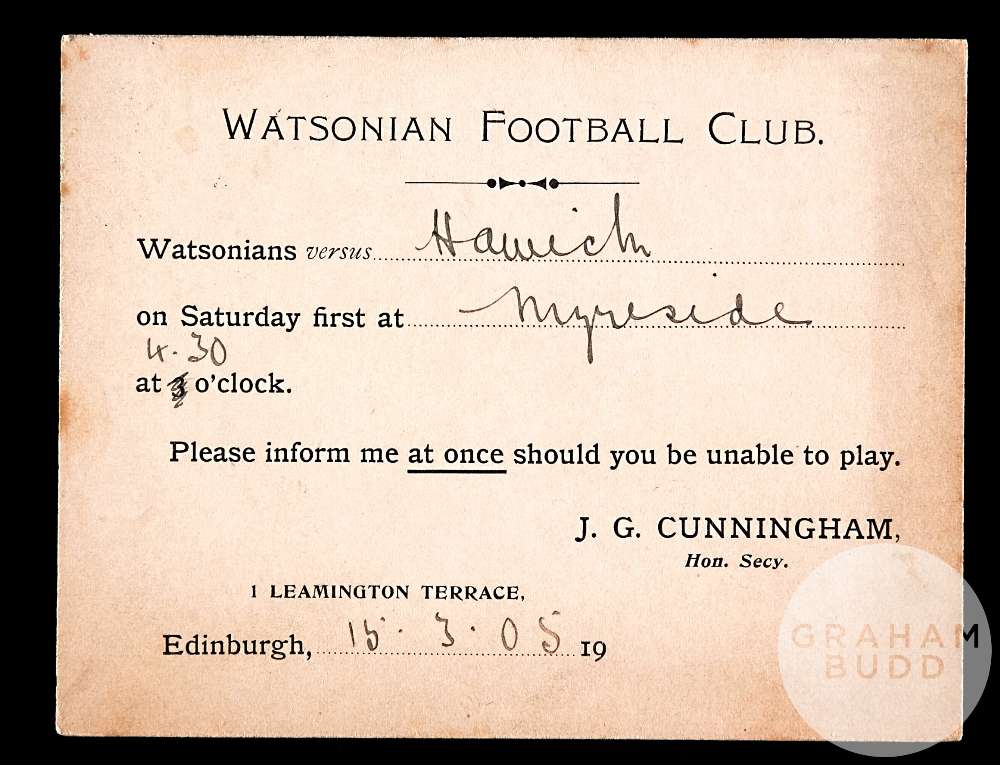 WATSONIAN FOOTBALL CLUB.
Watsonians versus Hawick
on Saturday first at Myreside
4.30
at o'clock.
Please inform me at once should you be unable to play.
J. G. CUNNINGHAM,
Hon. Secy.
1 LEAMINGTON TERRACE,
Edinburgh, 15.3.05 19
GRAHAM
BUDD